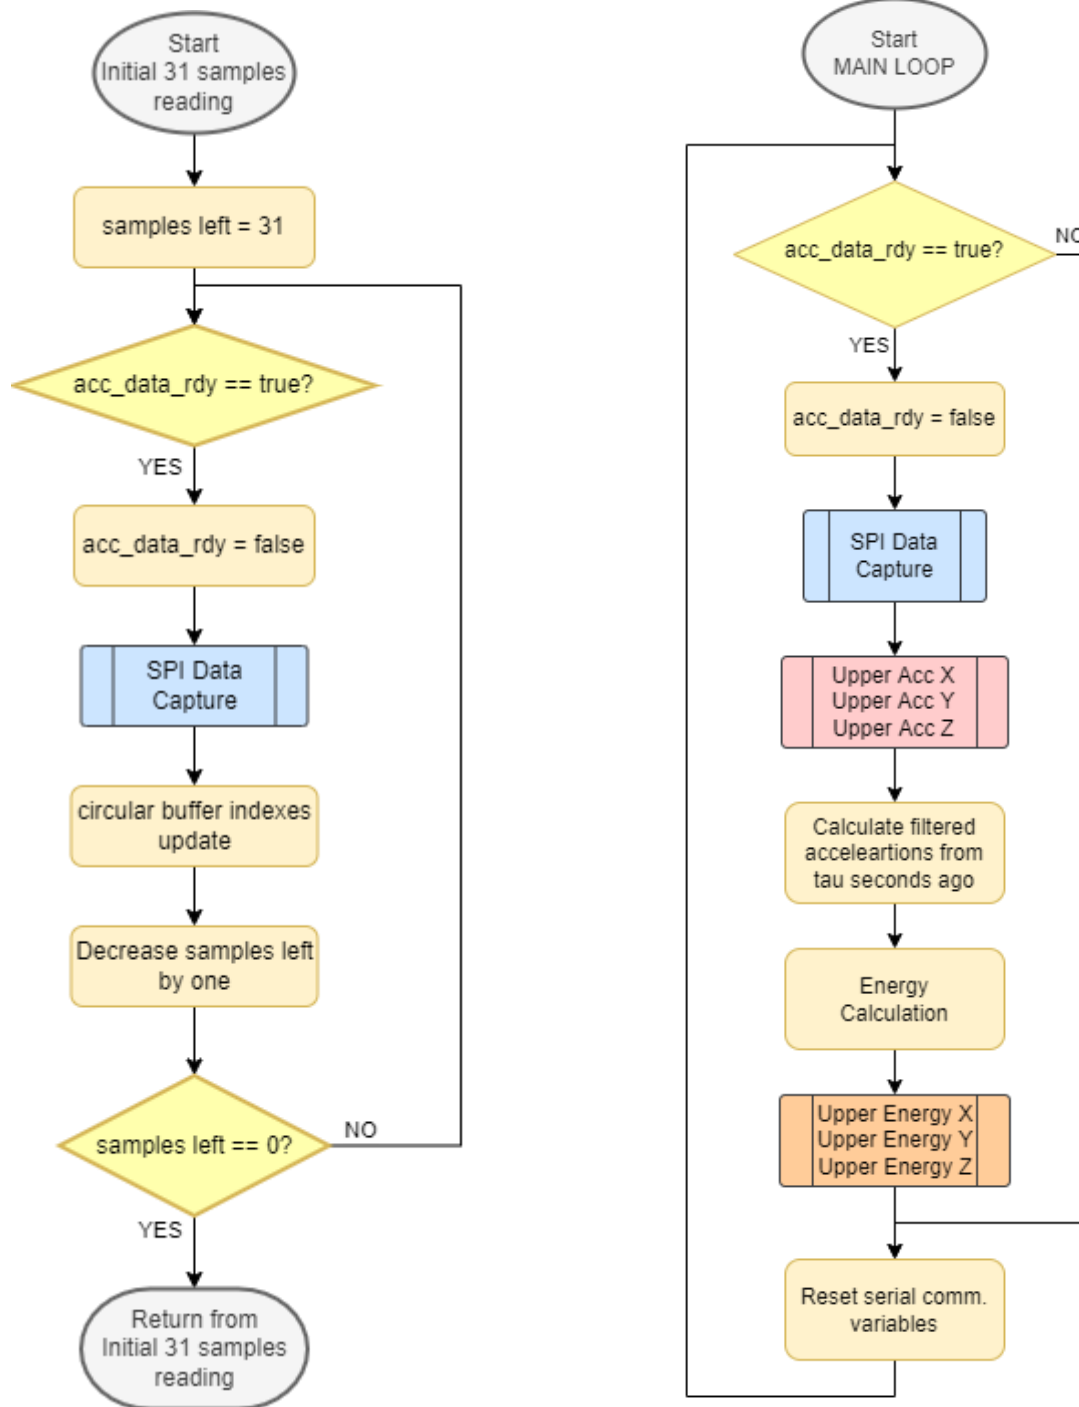 Start
Initial 31 samples
reading
samples left = 31
acc_data_rdy == true?
YES
acc_data_rdy = false
SPI Data
Capture
circular buffer indexes
update
Decrease samples left
by one
samples left == 0?
NO
YES
Return from
Initial 31 samples
reading
Start
MAIN LOOP
acc_data_rdy == true?
NO
YES
acc_data_rdy = false
SPI Data
Capture
Upper Acc X
Upper Acc Y
Upper Acc Z
Calculate filtered
acceleartions from
tau seconds ago
Energy
Calculation
Upper Energy X
Upper Energy Y
Upper Energy Z
Reset serial comm.
variables